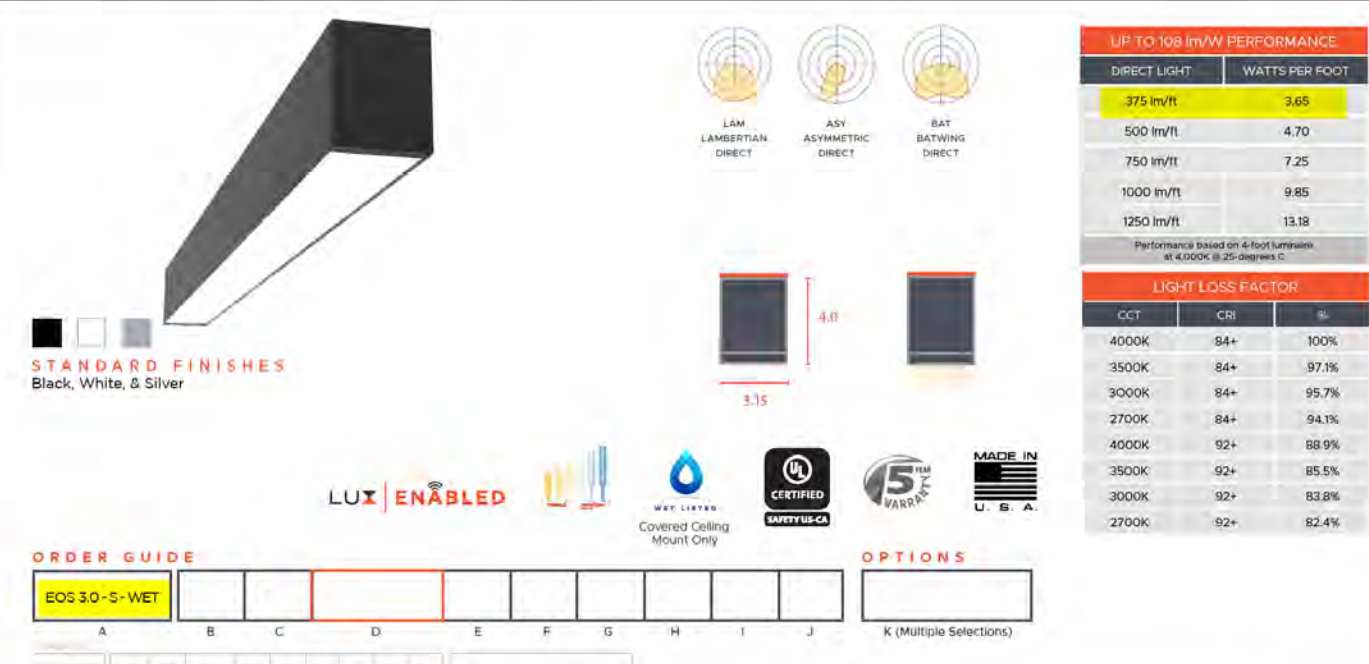 LAM
LAMBERTIAN
DIRECT
ASY
ASYMMETRIC
DIRECT
BAT
BATWING
DIRECT
UP TO 108 lm/W PERFORMANCE
DIRECT LIGHT WATTS PER FOOT
375 lm/ft 3.65
500 lm/ft 4.70
750 lm/ft 7.25
1000 lm/ft 9.85
1250 lm/ft 13.18
Performance based on 4-foot luminaire
at 4,000K @ 25-degrees C
4.0
3.15
STANDARD FINISHES
Black, White, & Silver
LIGHT LOSS FACTOR
CCT CRI %
4000K 84+ 100%
3500K 84+ 97.1%
3000K 84+ 95.7%
2700K 84+ 94.1%
4000K 92+ 88.9%
3500K 92+ 85.5%
3000K 92+ 83.8%
2700K 92+ 82.4%
LUX ENABLED
WET LISTED
Covered Ceiling
Mount Only
UL
CERTIFIED
SAFETY US-CA
5 YEAR
WARRANTY
MADE IN
U. S. A.
ORDER GUIDE
EOS 3.0 - S - WET
A B C D E F G H I J
OPTIONS
K (Multiple Selections)